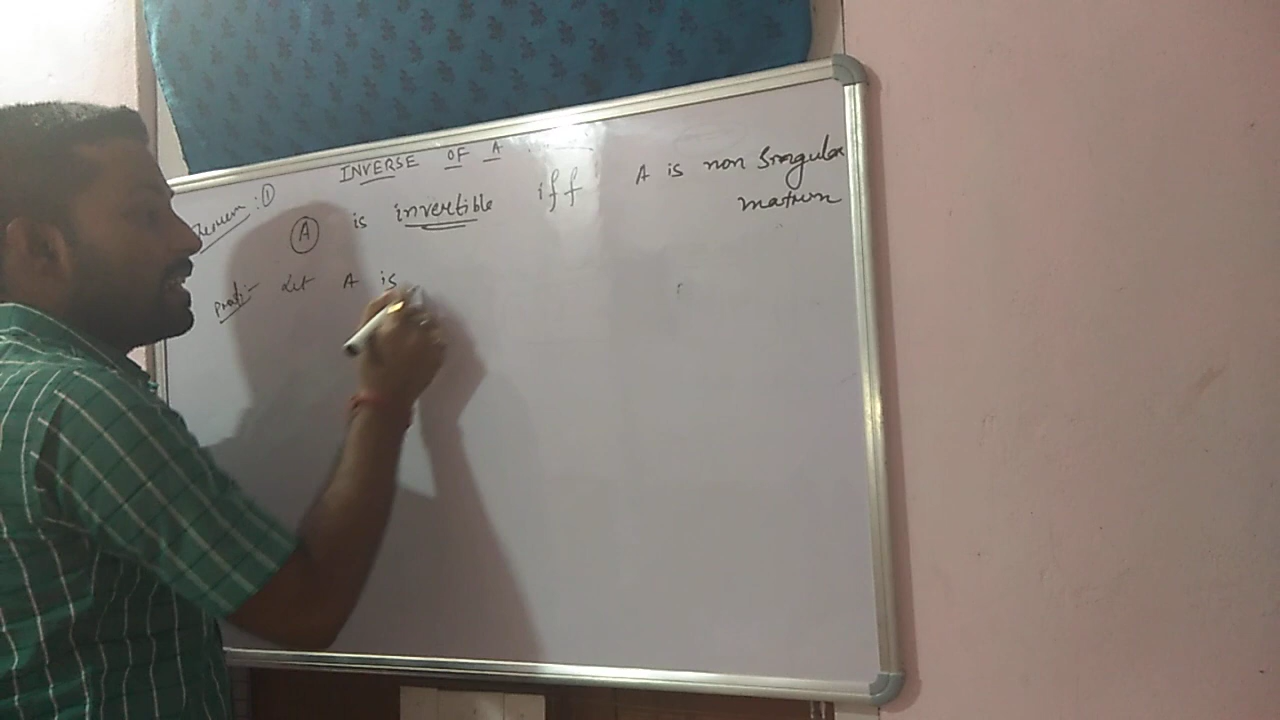 INVERSE OF A
Theorem : ①
A is invertible iff A is non Singular
matrix
Proof:- Let A is